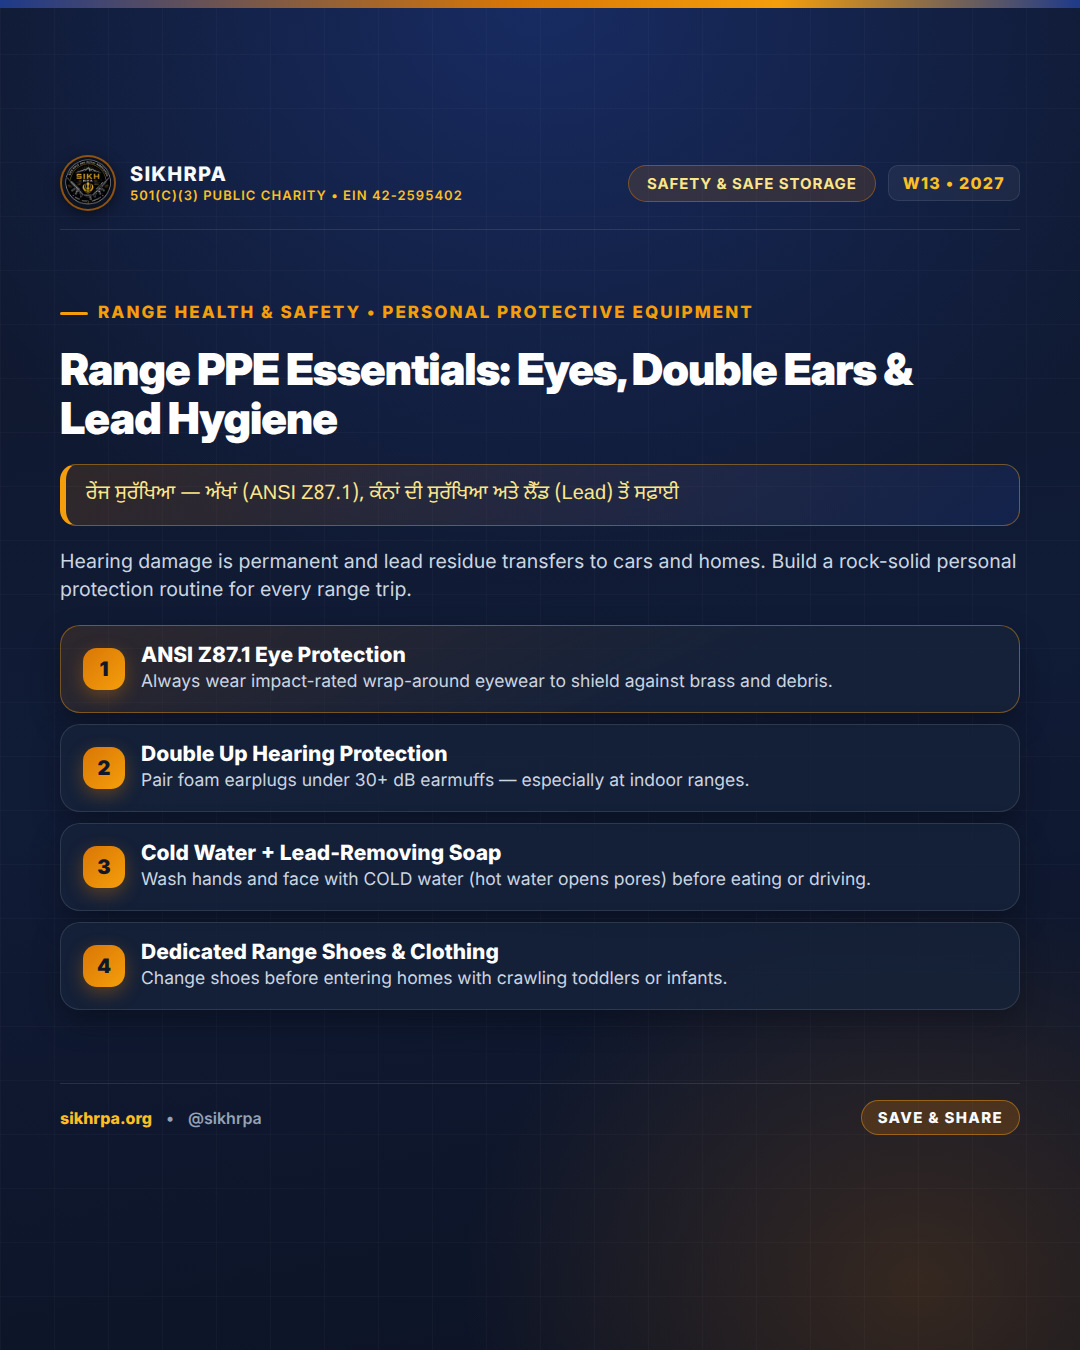 SIKH
SIKHRPA
501(C)(3) PUBLIC CHARITY • EIN 42-2595402
SAFETY & SAFE STORAGE
W13 • 2027
RANGE HEALTH & SAFETY • PERSONAL PROTECTIVE EQUIPMENT
Range PPE Essentials: Eyes, Double Ears &
Lead Hygiene
ਰੇਂਜ ਸੁਰੱਖਿਆ — ਅੱਖਾਂ (ANSI Z87.1), ਕੰਨਾਂ ਦੀ ਸੁਰੱਖਿਆ ਅਤੇ ਲੈੱਡ (Lead) ਤੋਂ ਸਫ਼ਾਈ
Hearing damage is permanent and lead residue transfers to cars and homes. Build a rock-solid personal
protection routine for every range trip.
1
ANSI Z87.1 Eye Protection
Always wear impact-rated wrap-around eyewear to shield against brass and debris.
2
Double Up Hearing Protection
Pair foam earplugs under 30+ dB earmuffs — especially at indoor ranges.
3
Cold Water + Lead-Removing Soap
Wash hands and face with COLD water (hot water opens pores) before eating or driving.
4
Dedicated Range Shoes & Clothing
Change shoes before entering homes with crawling toddlers or infants.
sikhrpa.org • @sikhrpa
SAVE & SHARE